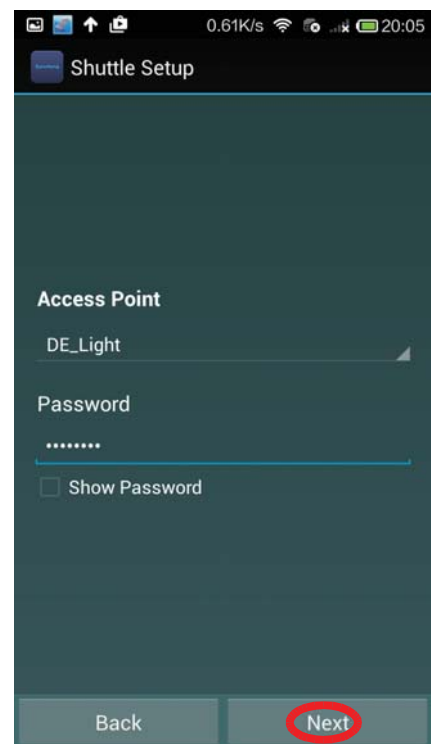 0.61K/s 20:05
Shuttle Setup
Access Point
DE_Light
Password
••••••••
Show Password
Back Next